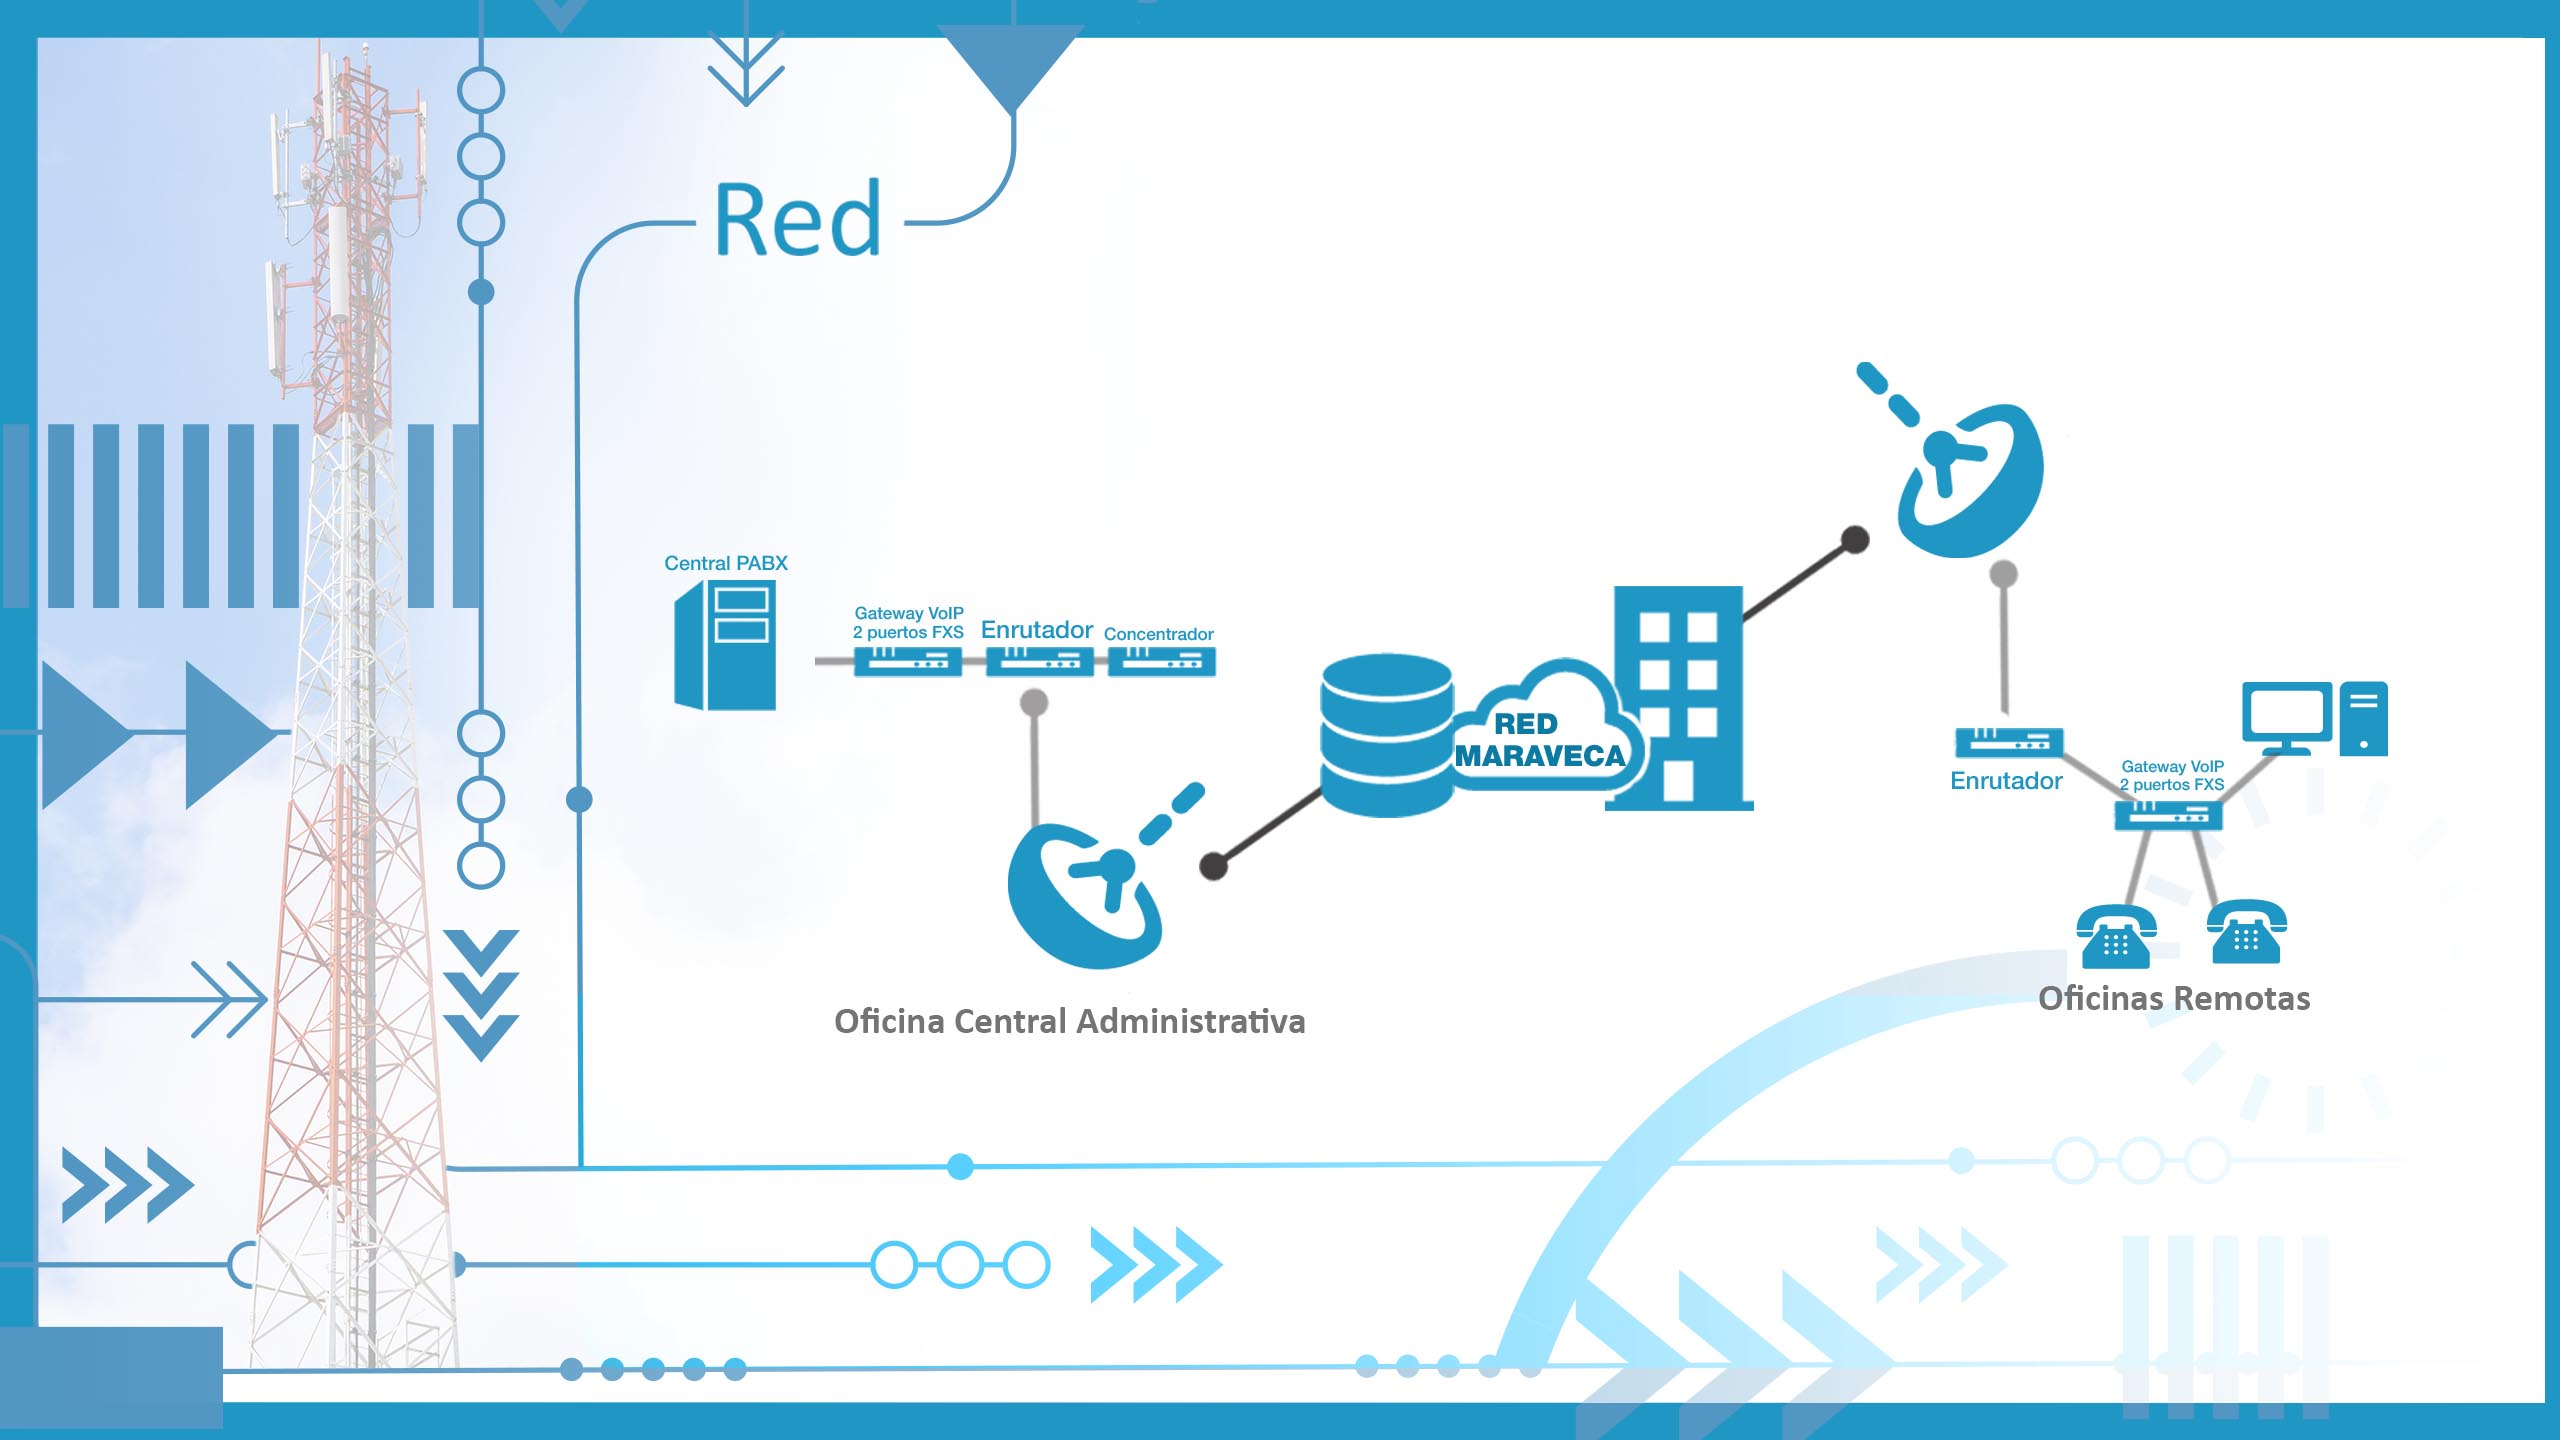 Red
Central PABX
Gateway VoIP
2 puertos FXS
Enrutador
Concentrador
RED
MARAVECA
Enrutador
Gateway VoIP
2 puertos FXS
Oficina Central Administrativa
Oficinas Remotas